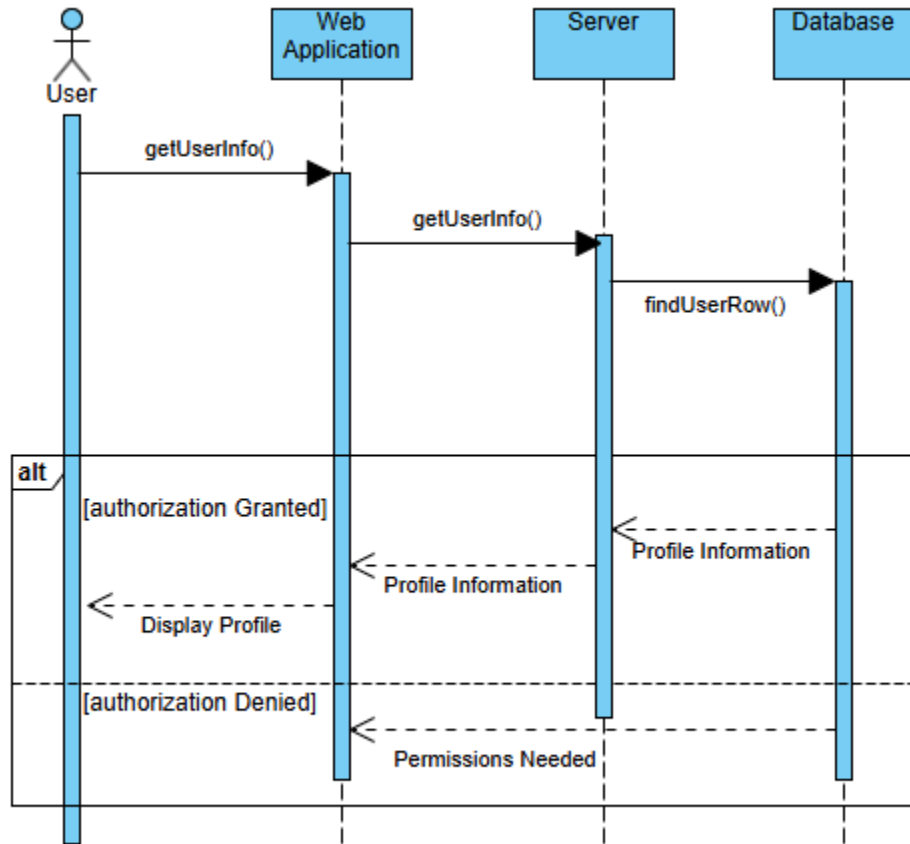 User
Web
Application
Server
Database
getUserInfo()
getUserInfo()
findUserRow()
alt
[authorization Granted]
Profile Information
Profile Information
Display Profile
[authorization Denied]
Permissions Needed